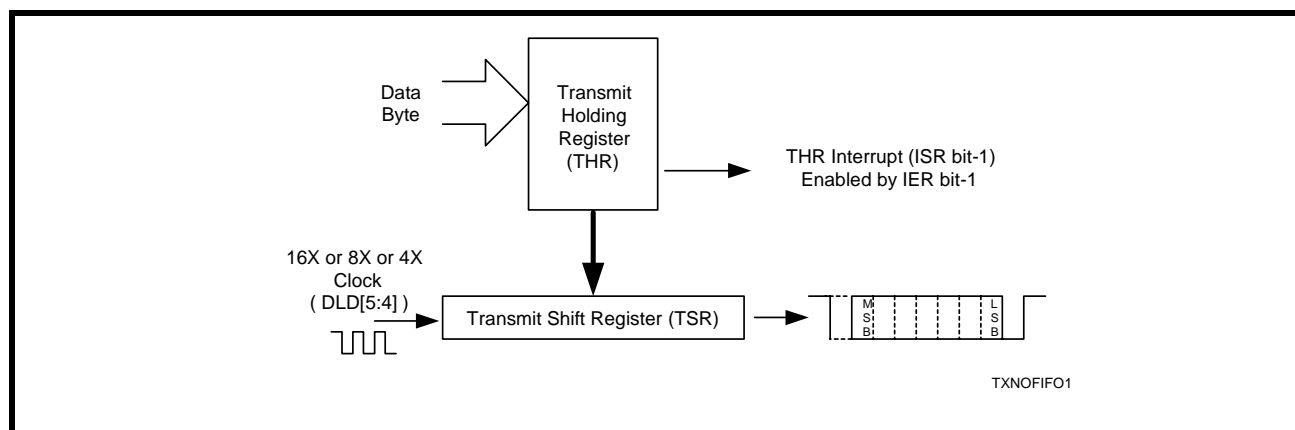 Data
Byte
Transmit
Holding
Register
(THR)
THR Interrupt (ISR bit-1)
Enabled by IER bit-1
16X or 8X or 4X
Clock
( DLD[5:4] )
Transmit Shift Register (TSR)
M
S
B
L
S
B
TXNOFIFO1